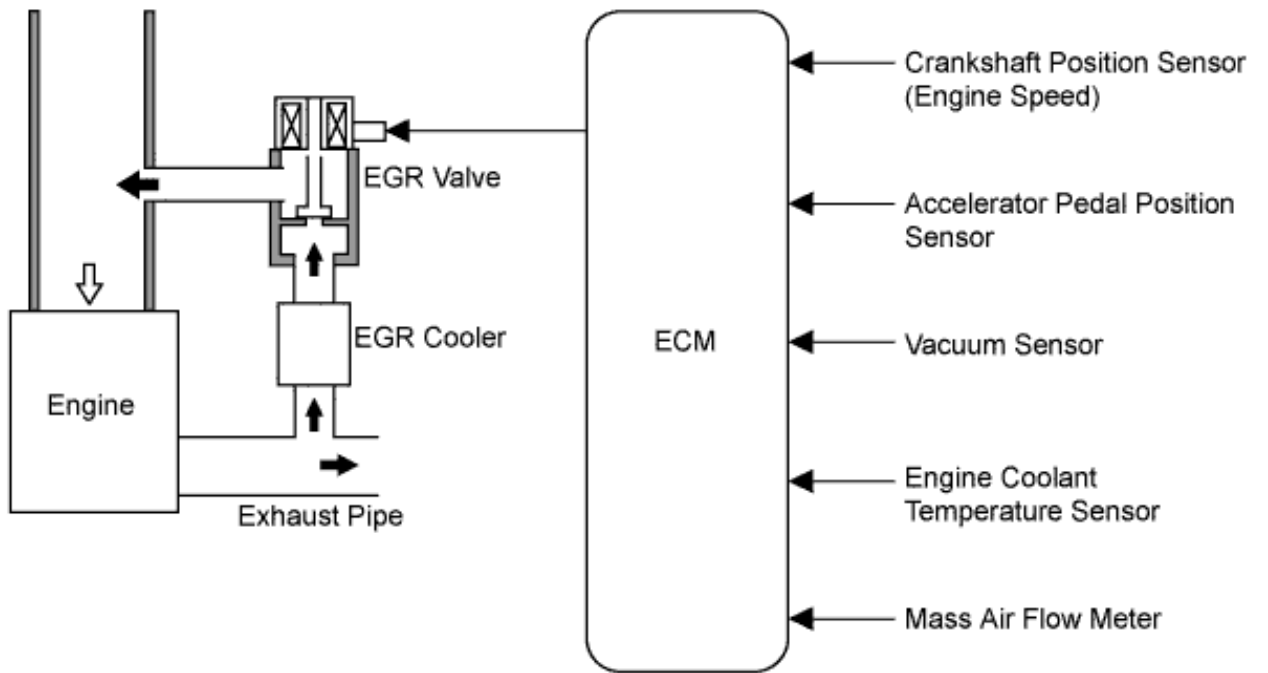 Crankshaft Position Sensor
(Engine Speed)
EGR Valve
Accelerator Pedal Position
Sensor
EGR Cooler
ECM
Vacuum Sensor
Engine
Engine Coolant
Temperature Sensor
Exhaust Pipe
Mass Air Flow Meter